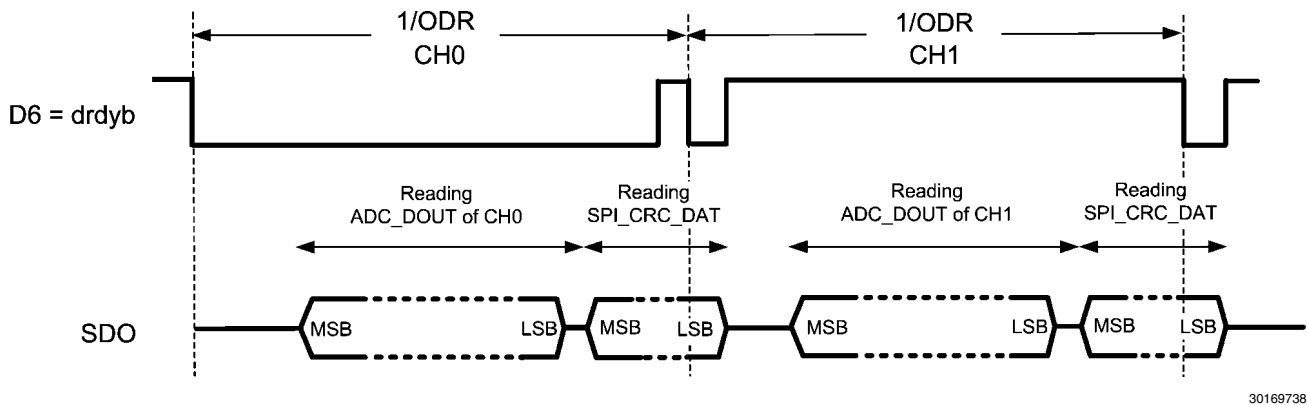 1/ODR 1/ODR
CH0 CH1
D6 = drdyb
Reading Reading Reading Reading
ADC_DOUT of CH0 SPI_CRC_DAT ADC_DOUT of CH1 SPI_CRC_DAT
SDO MSB LSB MSB LSB MSB LSB MSB LSB
30169738